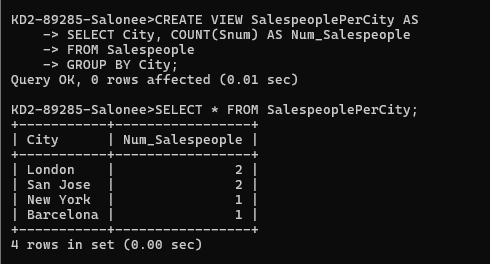 KD2-89285-Salonee>CREATE VIEW SalespeoplePerCity AS
    -> SELECT City, COUNT(Snum) AS Num_Salespeople
    -> FROM Salespeople
    -> GROUP BY City;
Query OK, 0 rows affected (0.01 sec)

KD2-89285-Salonee>SELECT * FROM SalespeoplePerCity;
+-----------+-----------------+
| City      | Num_Salespeople |
+-----------+-----------------+
| London    |               2 |
| San Jose  |               2 |
| New York  |               1 |
| Barcelona |               1 |
+-----------+-----------------+
4 rows in set (0.00 sec)